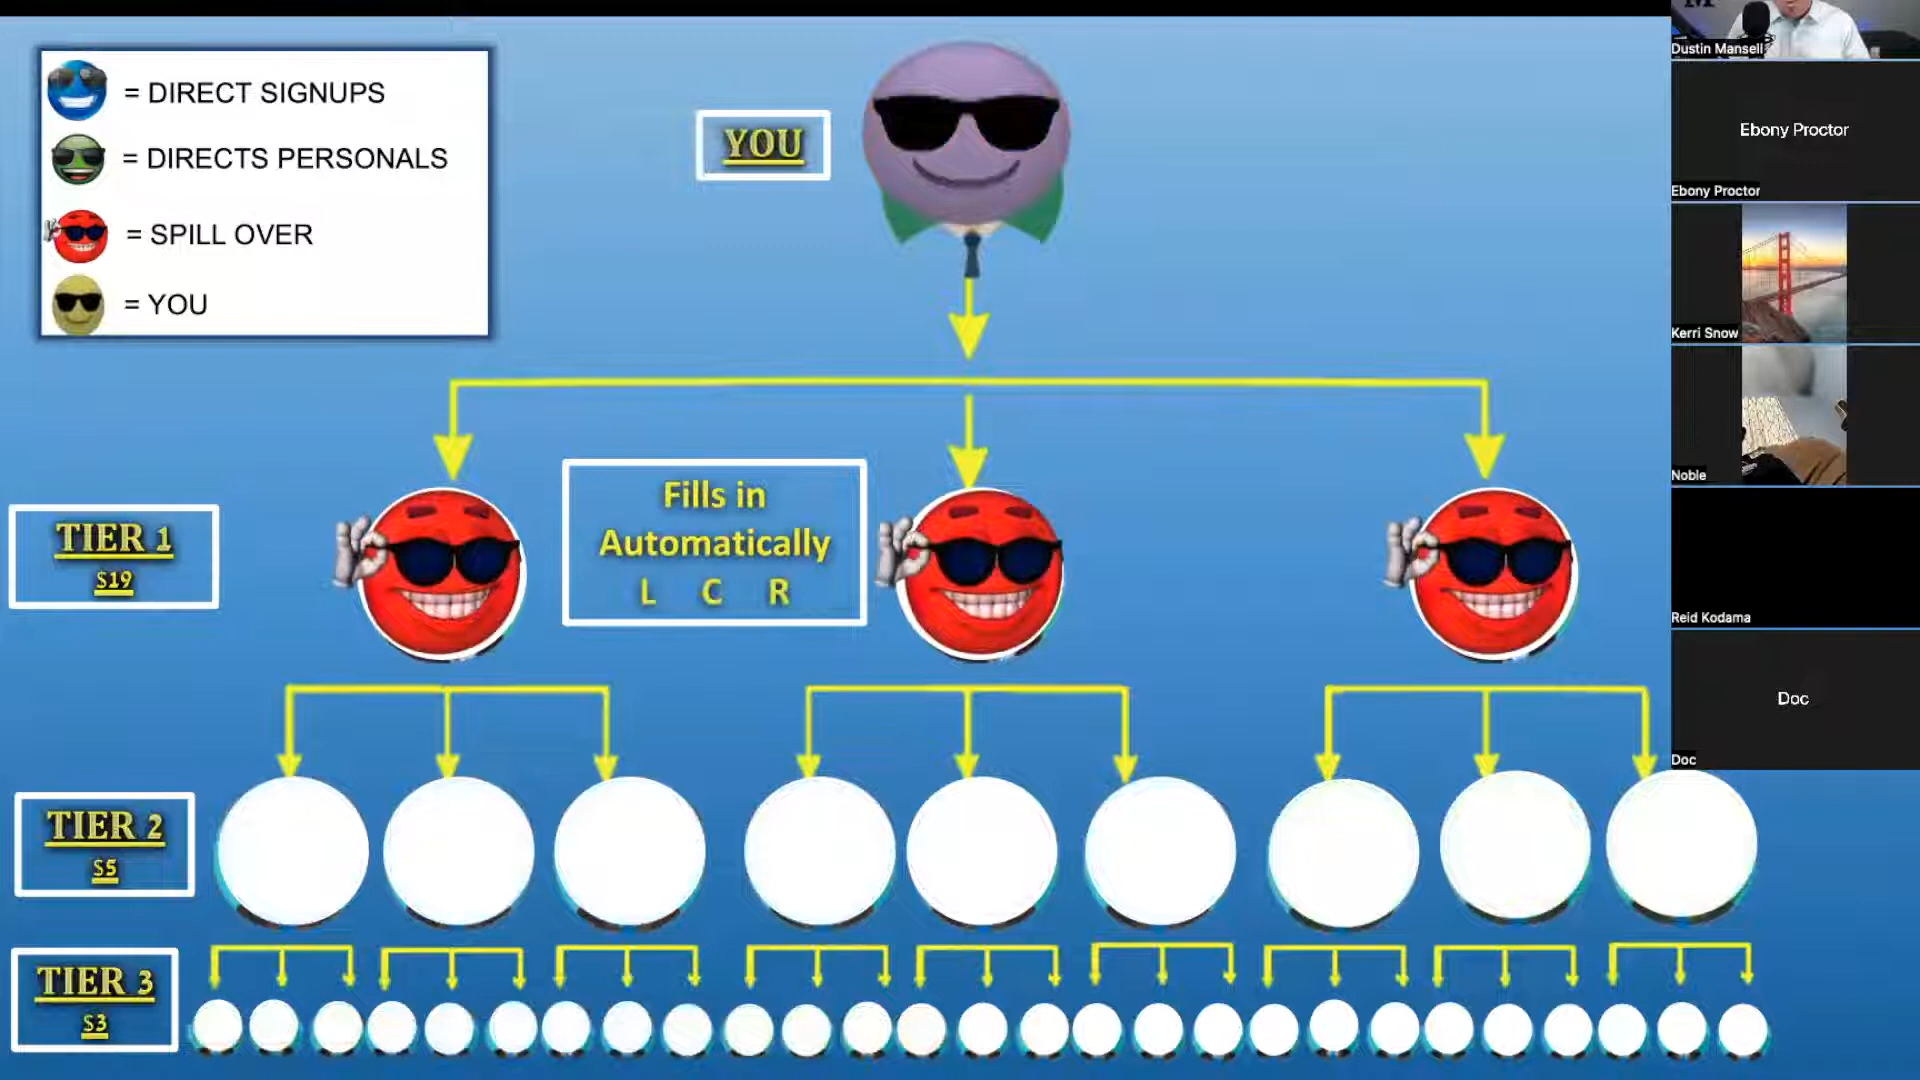 = DIRECT SIGNUPS
= DIRECTS PERSONALS
= SPILL OVER
= YOU
YOU
TIER 1
$19
Fills in
Automatically
L C R
TIER 2
$5
TIER 3
$3
Dustin Mansell
Ebony Proctor
Ebony Proctor
Kerri Snow
Noble
Reid Kodama
Doc
Doc